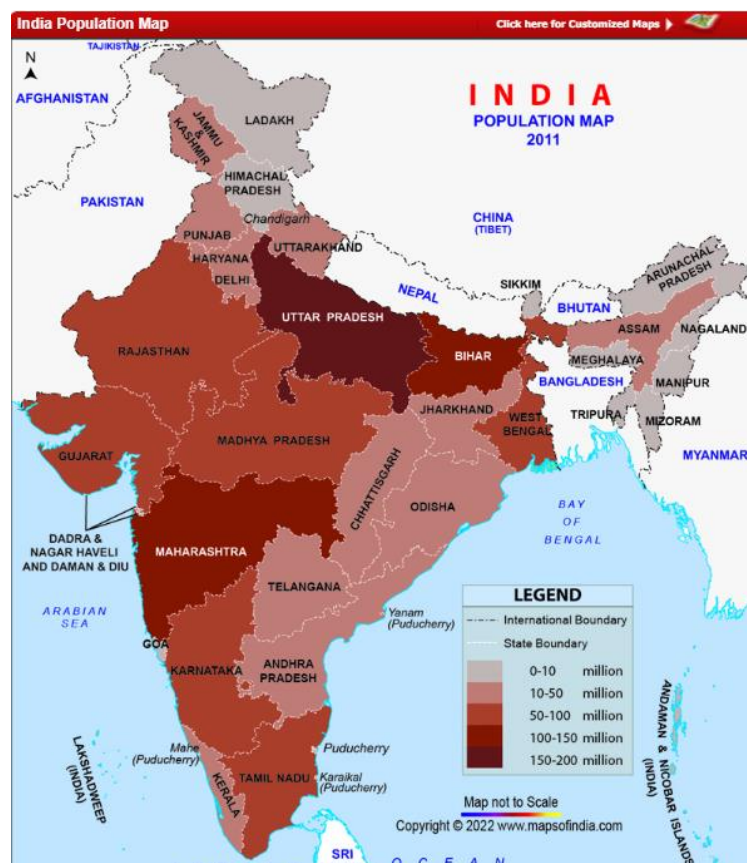 India Population Map
Click here for Customized Maps
TAJIKISTAN
N
AFGHANISTAN
INDIA
POPULATION MAP
2011
LADAKH
JAMMU
&
KASHMIR
HIMACHAL
PRADESH
PAKISTAN
CHINA
(TIBET)
Chandigarh
PUNJAB
UTTARAKHAND
HARYANA
DELHI
ARUNACHAL
PRADESH
SIKKIM
NEPAL
BHUTAN
UTTAR PRADESH
ASSAM
NAGALAND
RAJASTHAN
BIHAR
MEGHALAYA
BANGLADESH
MANIPUR
JHARKHAND
WEST
BENGAL
TRIPURA
MIZORAM
GUJARAT
MADHYA PRADESH
MYANMAR
CHHATTISGARH
ODISHA
BAY
OF
BENGAL
DADRA &
NAGAR HAVELI
AND DAMAN & DIU
MAHARASHTRA
TELANGANA
ARABIAN
SEA
Yanam
(Puducherry)
GOA
KARNATAKA
ANDHRA
PRADESH
LEGEND
International Boundary
State Boundary
0-10 million
10-50 million
50-100 million
100-150 million
150-200 million
ANDAMAN & NICOBAR ISLANDS
(INDIA)
LAKSHADWEEP
(INDIA)
Mahe
(Puducherry)
Puducherry
KERALA
TAMIL NADU
Karaikal
(Puducherry)
Map not to Scale
Copyright © 2022 www.mapsofindia.com
SRI